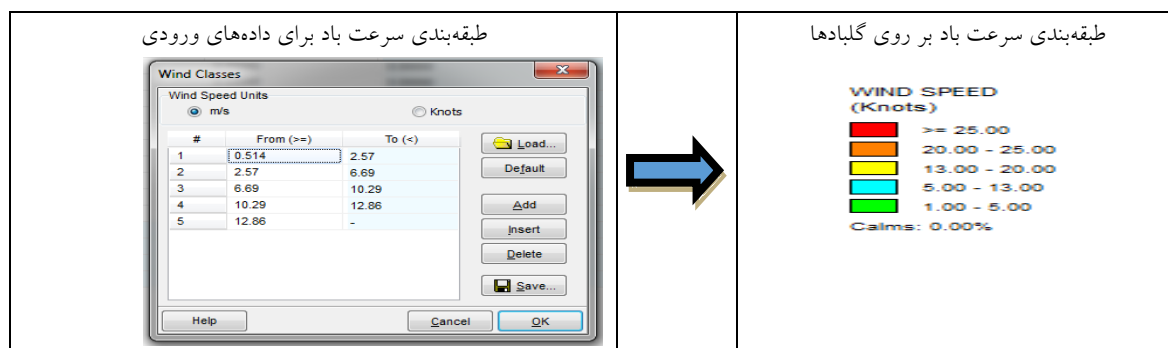 طبقه‌بندی سرعت باد برای داده‌های ورودی
Wind Classes
Wind Speed Units
m/s Knots
# From (>=) To (<)
1 0.514 2.57
2 2.57 6.69
3 6.69 10.29
4 10.29 12.86
5 12.86 -
Load...
Default
Add
Insert
Delete
Save...
Help Cancel OK
طبقه‌بندی سرعت باد بر روی گلبادها
WIND SPEED
(Knots)
>= 25.00
20.00 - 25.00
13.00 - 20.00
5.00 - 13.00
1.00 - 5.00
Calms: 0.00%